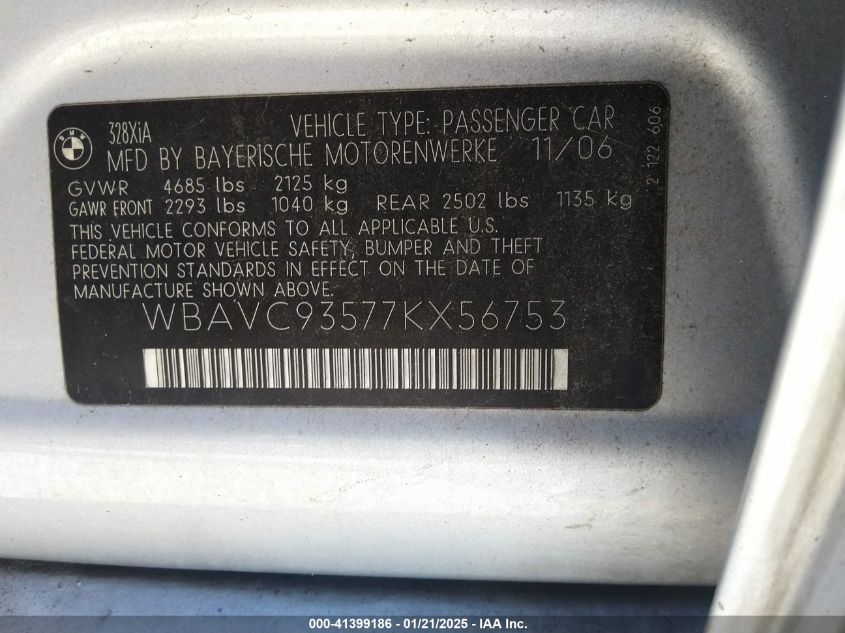 BMW
328XiA VEHICLE TYPE: PASSENGER CAR
MFD BY BAYERISCHE MOTORENWERKE 11/06
GVWR 4685 lbs 2125 kg
GAWR FRONT 2293 lbs 1040 kg REAR 2502 lbs 1135 kg
THIS VEHICLE CONFORMS TO ALL APPLICABLE U.S.
FEDERAL MOTOR VEHICLE SAFETY, BUMPER AND THEFT
PREVENTION STANDARDS IN EFFECT ON THE DATE OF
MANUFACTURE SHOWN ABOVE.
WBAVC93577KX56753
000-41399186 - 01/21/2025 - IAA Inc.